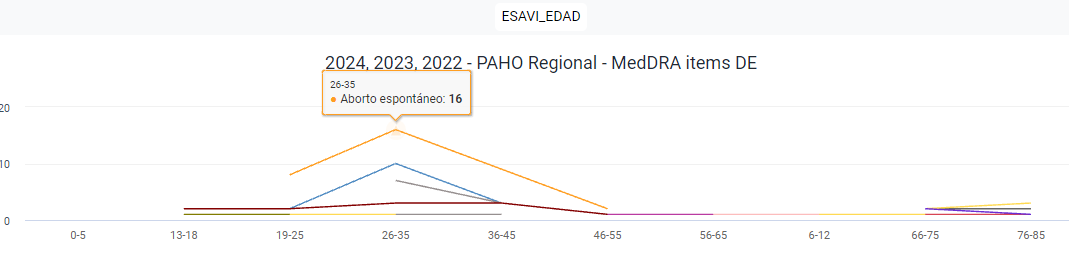 ESAVI_EDAD
2024, 2023, 2022 - PAHO Regional - MedDRA items DE
26-35
Aborto espontáneo: 16
20
10
0
0-5 13-18 19-25 26-35 36-45 46-55 56-65 6-12 66-75 76-85